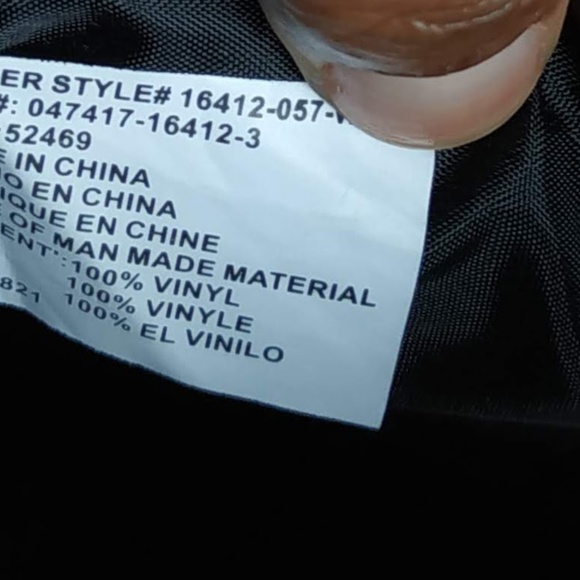 ER STYLE# 16412-057-
#: 047417-16412-3
52469
IN CHINA
EN CHINA
IQUE EN CHINE
OF MAN MADE MATERIAL
ENT:100% VINYL
100% VINYLE
821 100% EL VINILO